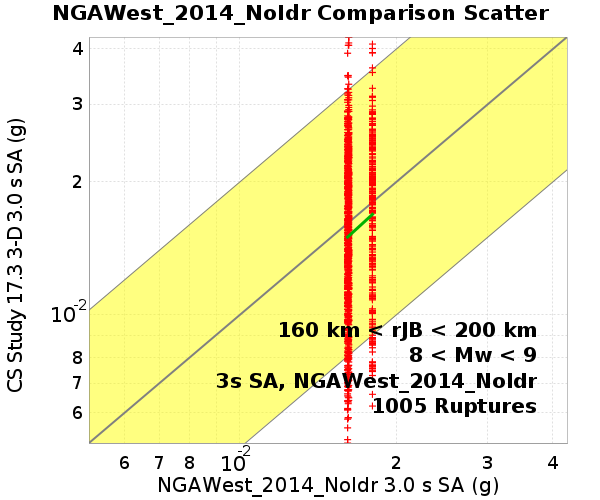 NGAWest_2014_NoIdr Comparison Scatter
CS Study 17.3 3-D 3.0 s SA (g)
4
3
2
10-2
8
7
6
160 km < rJB < 200 km
8 < Mw < 9
3s SA, NGAWest_2014_NoIdr
1005 Ruptures
6 7 8 10-2 2 3 4
NGAWest_2014_NoIdr 3.0 s SA (g)